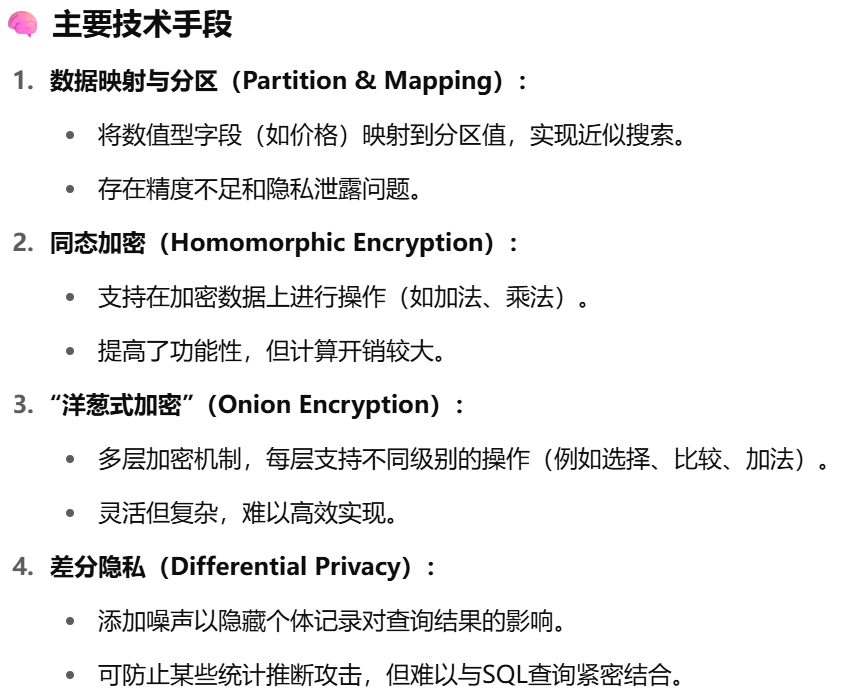 🧠 主要技术手段
1. 数据映射与分区（Partition & Mapping）：
• 将数值型字段（如价格）映射到分区值，实现近似搜索。
• 存在精度不足和隐私泄露问题。
2. 同态加密（Homomorphic Encryption）：
• 支持在加密数据上进行操作（如加法、乘法）。
• 提高了功能性，但计算开销较大。
3. “洋葱式加密”（Onion Encryption）：
• 多层加密机制，每层支持不同级别的操作（例如选择、比较、加法）。
• 灵活但复杂，难以高效实现。
4. 差分隐私（Differential Privacy）：
• 添加噪声以隐藏个体记录对查询结果的影响。
• 可防止某些统计推断攻击，但难以与SQL查询紧密结合。